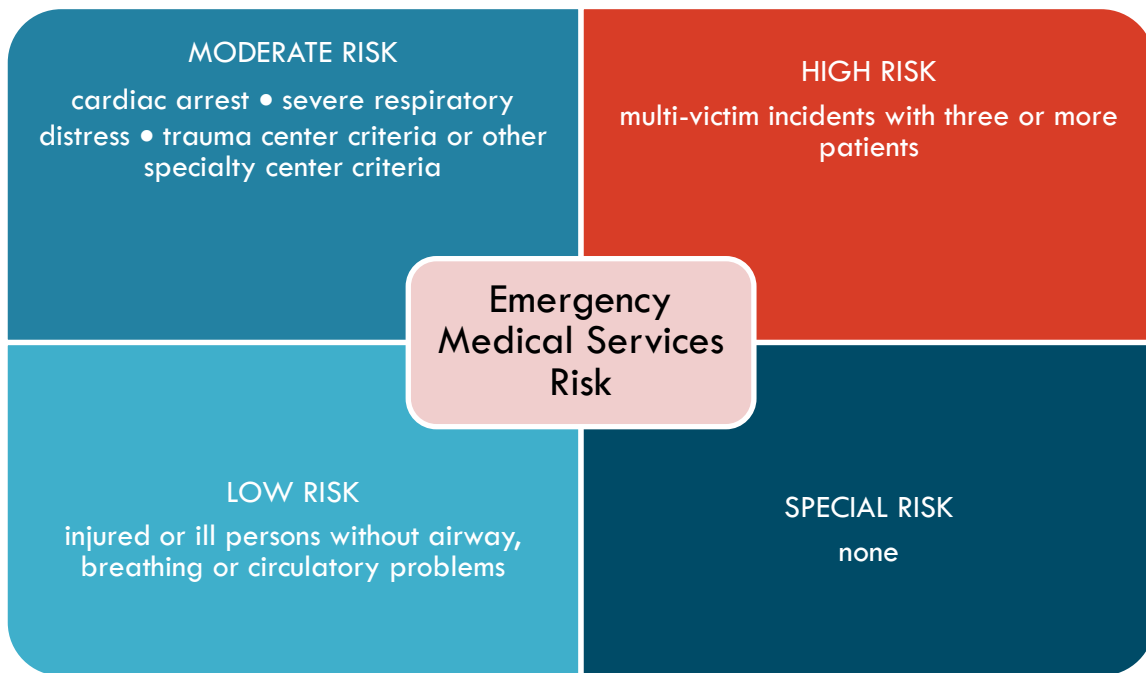 MODERATE RISK
cardiac arrest • severe respiratory
distress • trauma center criteria or other
specialty center criteria
HIGH RISK
multi-victim incidents with three or more
patients
Emergency
Medical Services
Risk
LOW RISK
injured or ill persons without airway,
breathing or circulatory problems
SPECIAL RISK
none